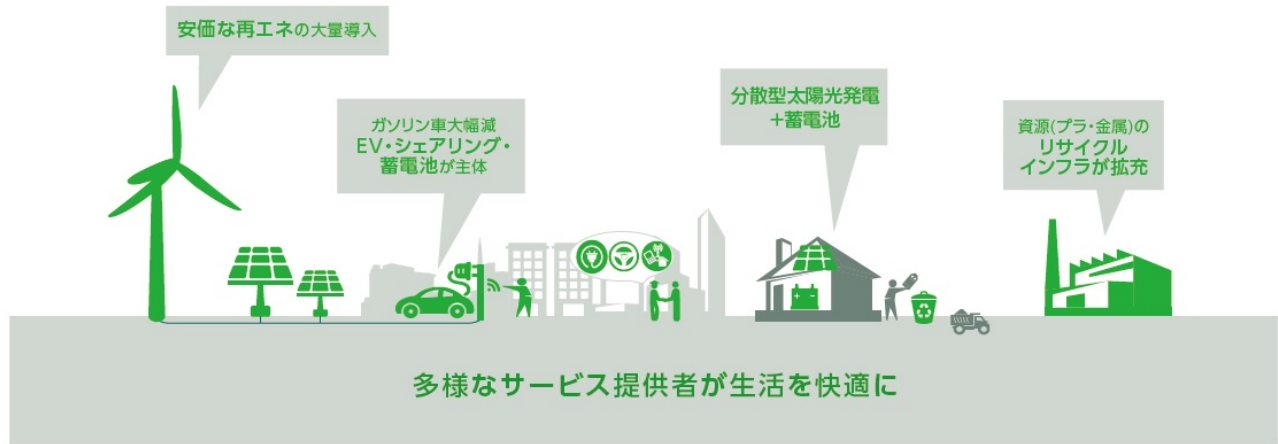 安価な再エネの大量導入
ガソリン車大幅減
EV・シェアリング・
蓄電池が主体
分散型太陽光発電
+蓄電池
資源(プラ・金属)の
リサイクル
インフラが拡充
多様なサービス提供者が生活を快適に